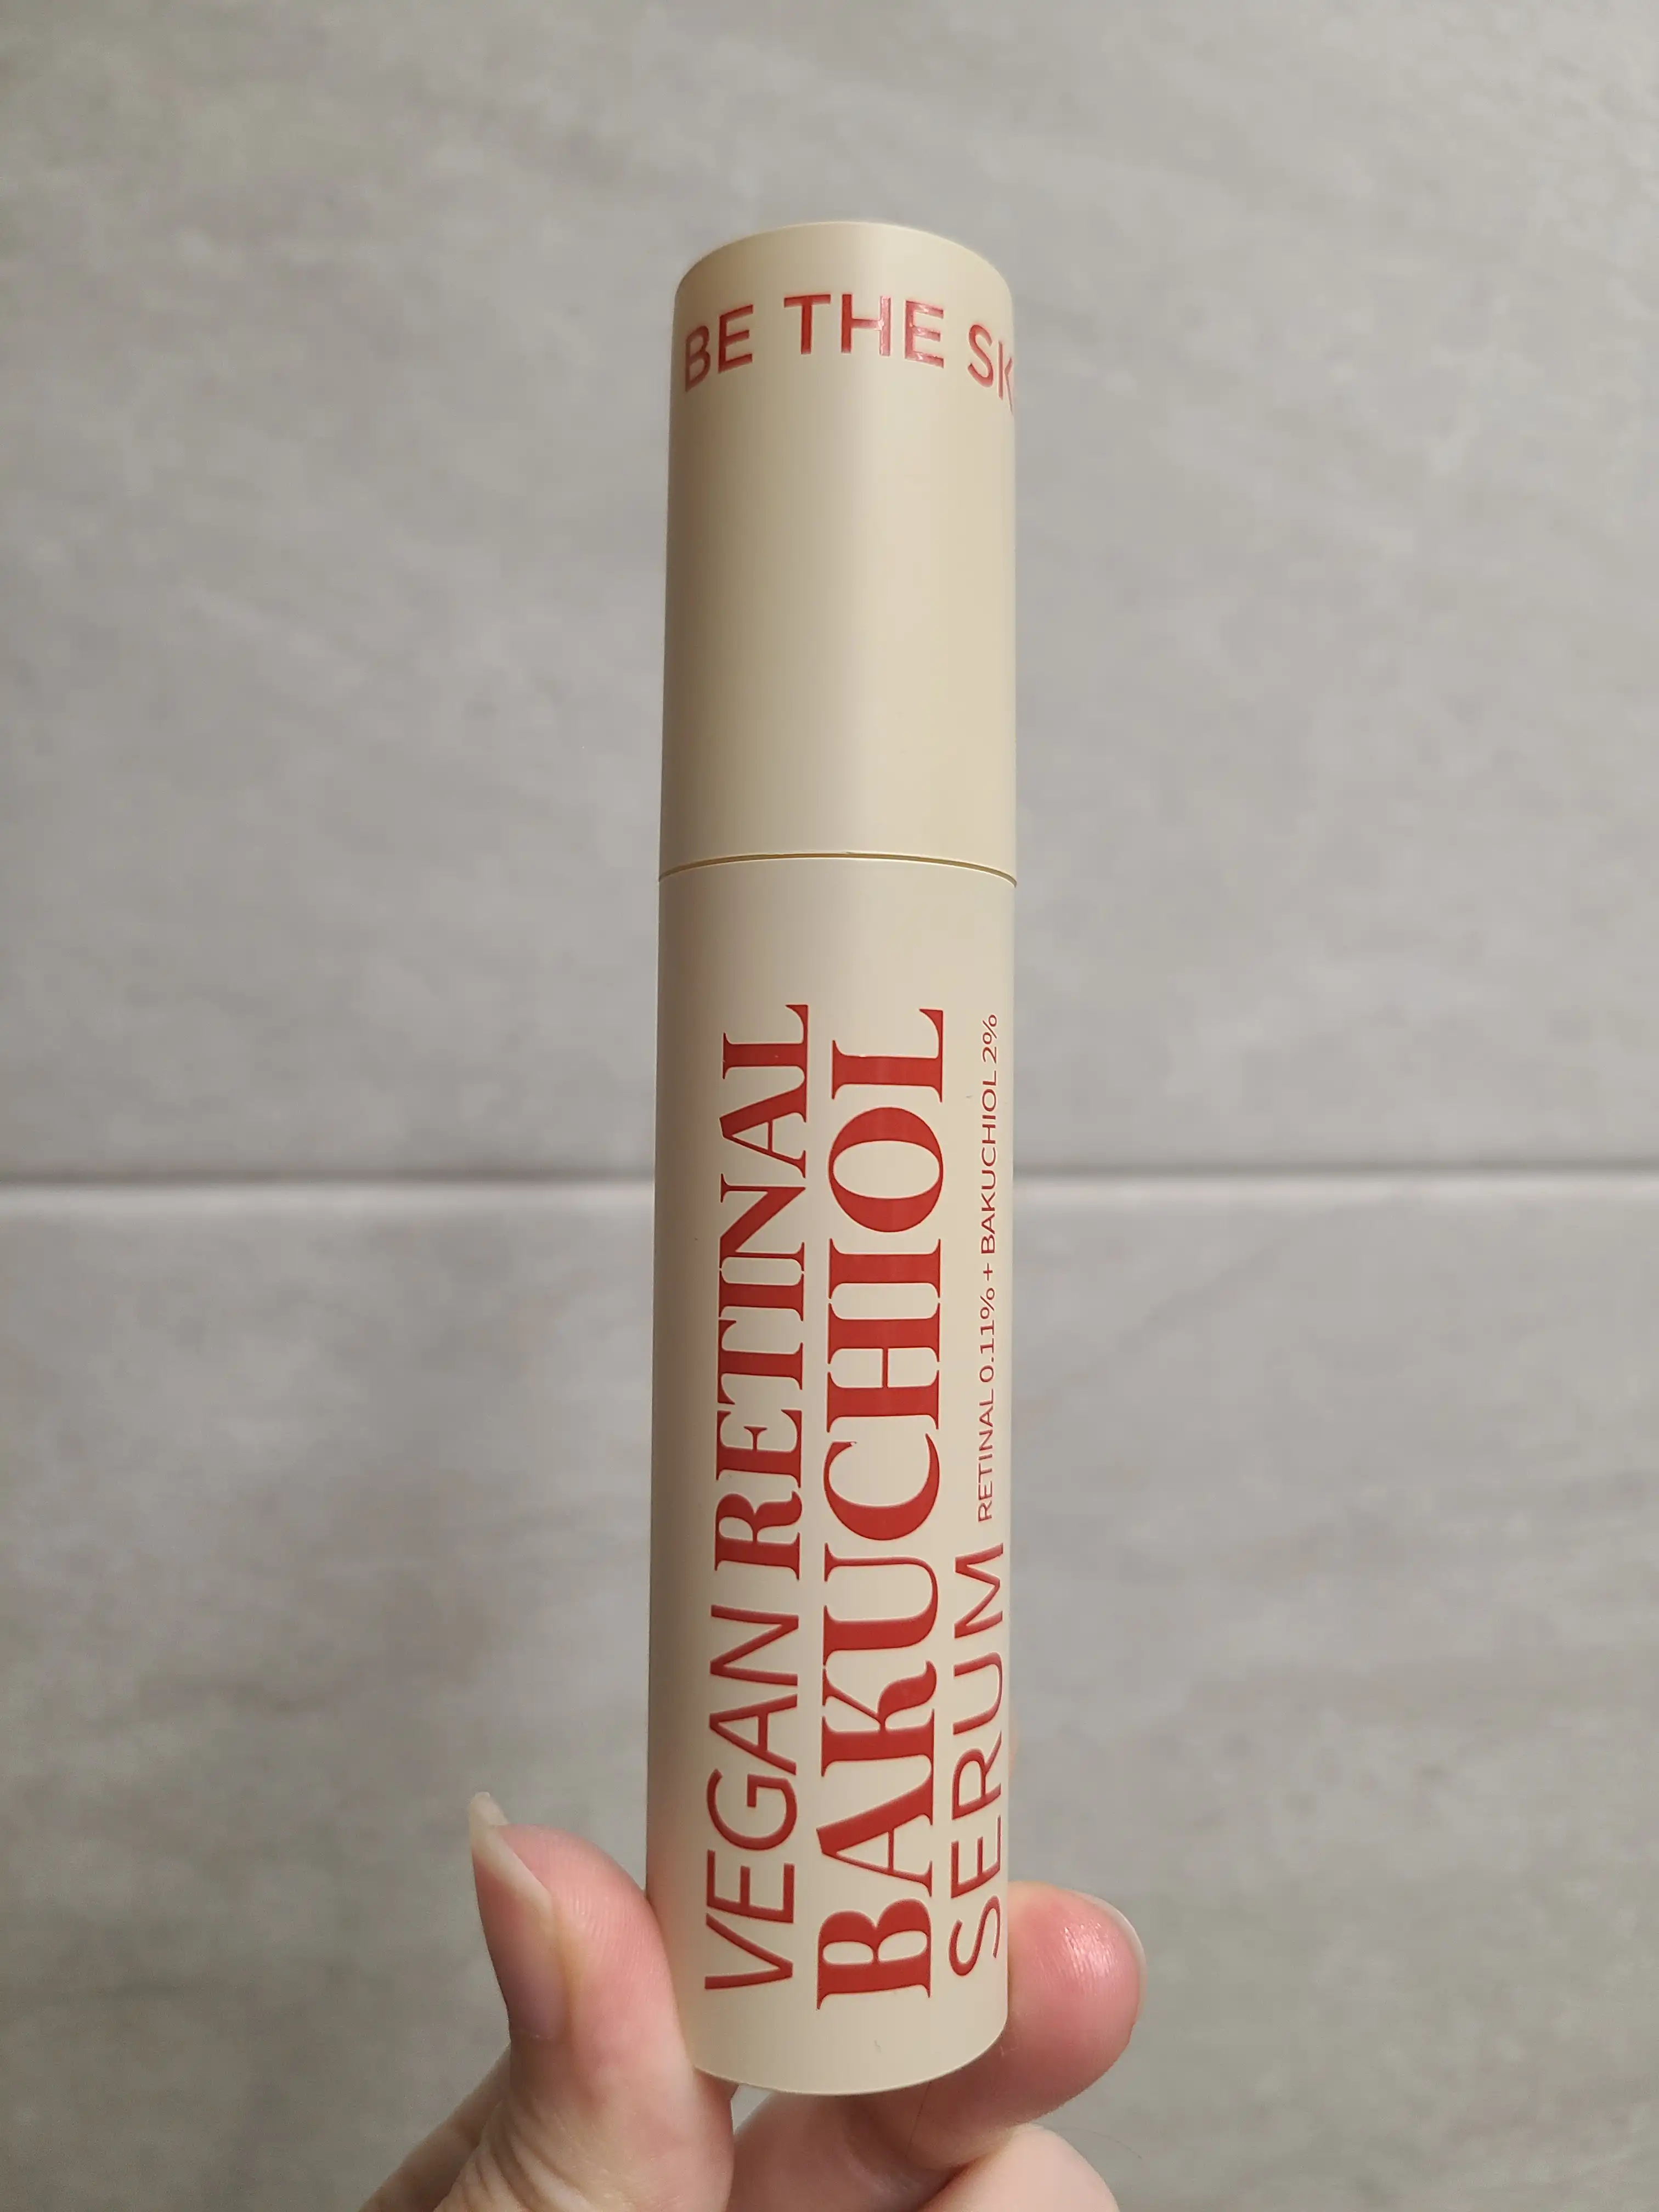 BE THE SK
VEGAN RETINAL
BAKUCHIOL
SERUM RETINAL 0.11% + BAKUCHIOL 2%